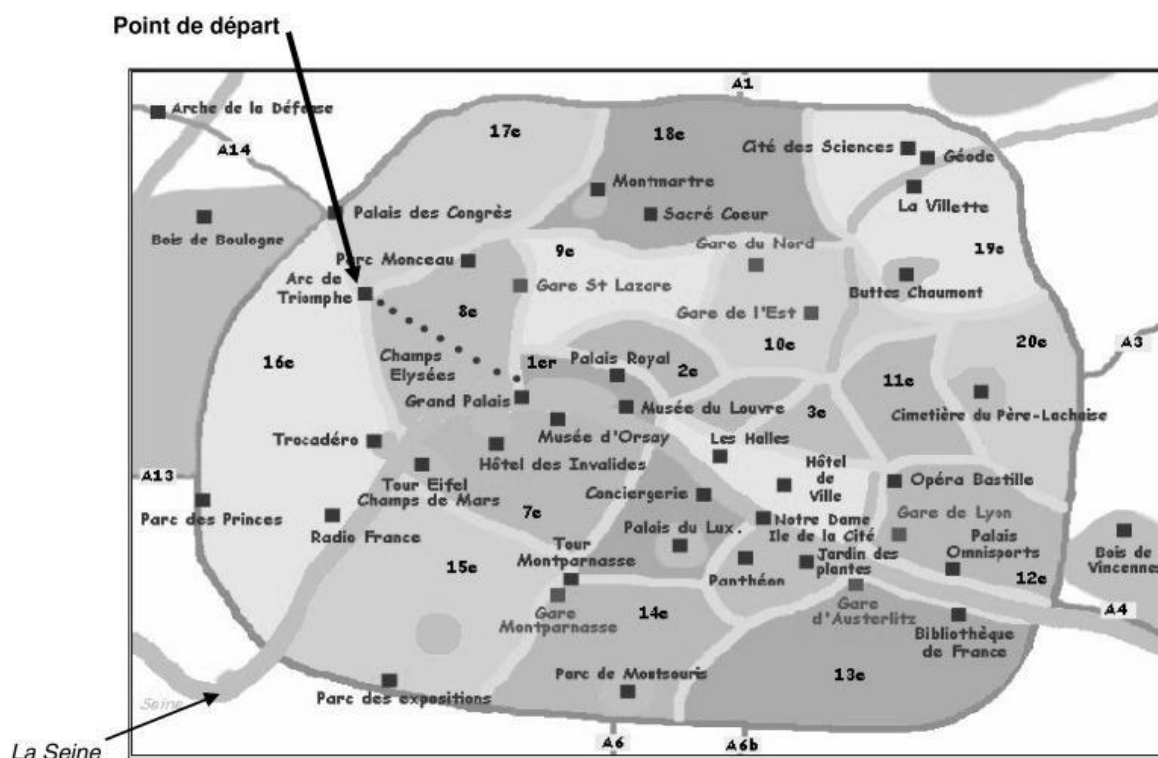 Point de départ
A1
Arche de la Défense
17e
18e
A14
Cité des Sciences
Géode
Montmartre
La Villette
Palais des Congrès
Sacré Coeur
Bois de Boulogne
Gare du Nord
19e
9e
Parc Monceau
Arc de
Triomphe
Gare St Lazare
Buttes Chaumont
8e
Gare de l'Est
10e
20e
A3
16e
Champs
Elysées
1er
Palais Royal
2e
11e
Grand Palais
Musée du Louvre
3e
Cimetière du Père-Lachaise
Trocadéro
Musée d'Orsay
Les Halles
Hôtel des Invalides
Hôtel
de
Ville
A13
Tour Eiffel
Champs de Mars
Conciergerie
Opéra Bastille
Parc des Princes
7e
Gare de Lyon
Radio France
Palais du Lux.
Notre Dame
Ile de la Cité
Palais
Omnisports
Bois de
Vincennes
15e
Tour
Montparnasse
Panthéon
Jardin des
plantes
12e
Gare
Montparnasse
14e
Gare
d'Austerlitz
A4
Bibliothèque
de France
Parc de Montsouris
13e
Parc des expositions
Seine
A6
A6b
La Seine